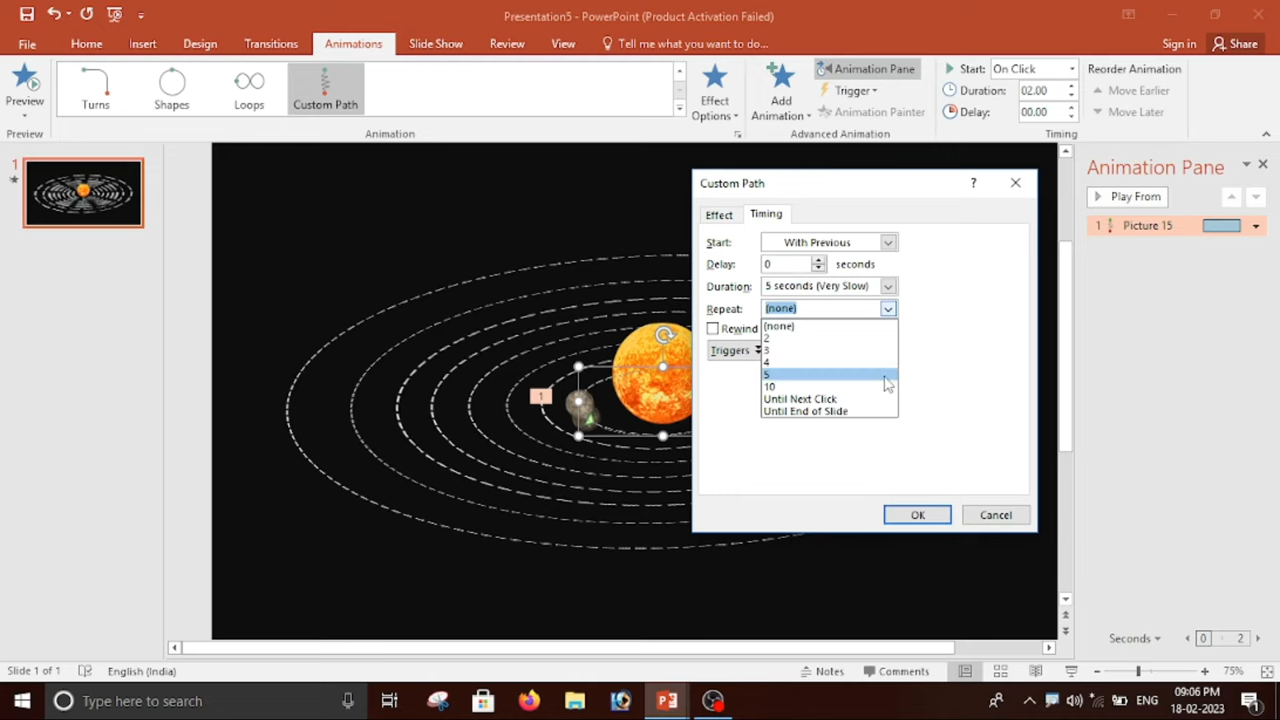 Presentation5 - PowerPoint (Product Activation Failed)
File Home Insert Design Transitions Animations Slide Show Review View Tell me what you want to do... Sign in Share
Preview
Preview
Turns Shapes Loops Custom Path
Animation
Effect
Options
Add
Animation
Animation Pane
Trigger
Animation Painter
Advanced Animation
Start: On Click
Duration: 02.00
Delay: 00.00
Timing
Reorder Animation
Move Earlier
Move Later
1
1
Custom Path ?
Effect Timing
Start: With Previous
Delay: 0 seconds
Duration: 5 seconds (Very Slow)
Repeat: (none)
Rewind
Triggers
(none)
2
3
4
5
10
Until Next Click
Until End of Slide
OK Cancel
Animation Pane
Play From
1 Picture 15
Seconds 0 2
Slide 1 of 1 English (India) Notes Comments 75%
Type here to search
ENG
09:06 PM
18-02-2023
1